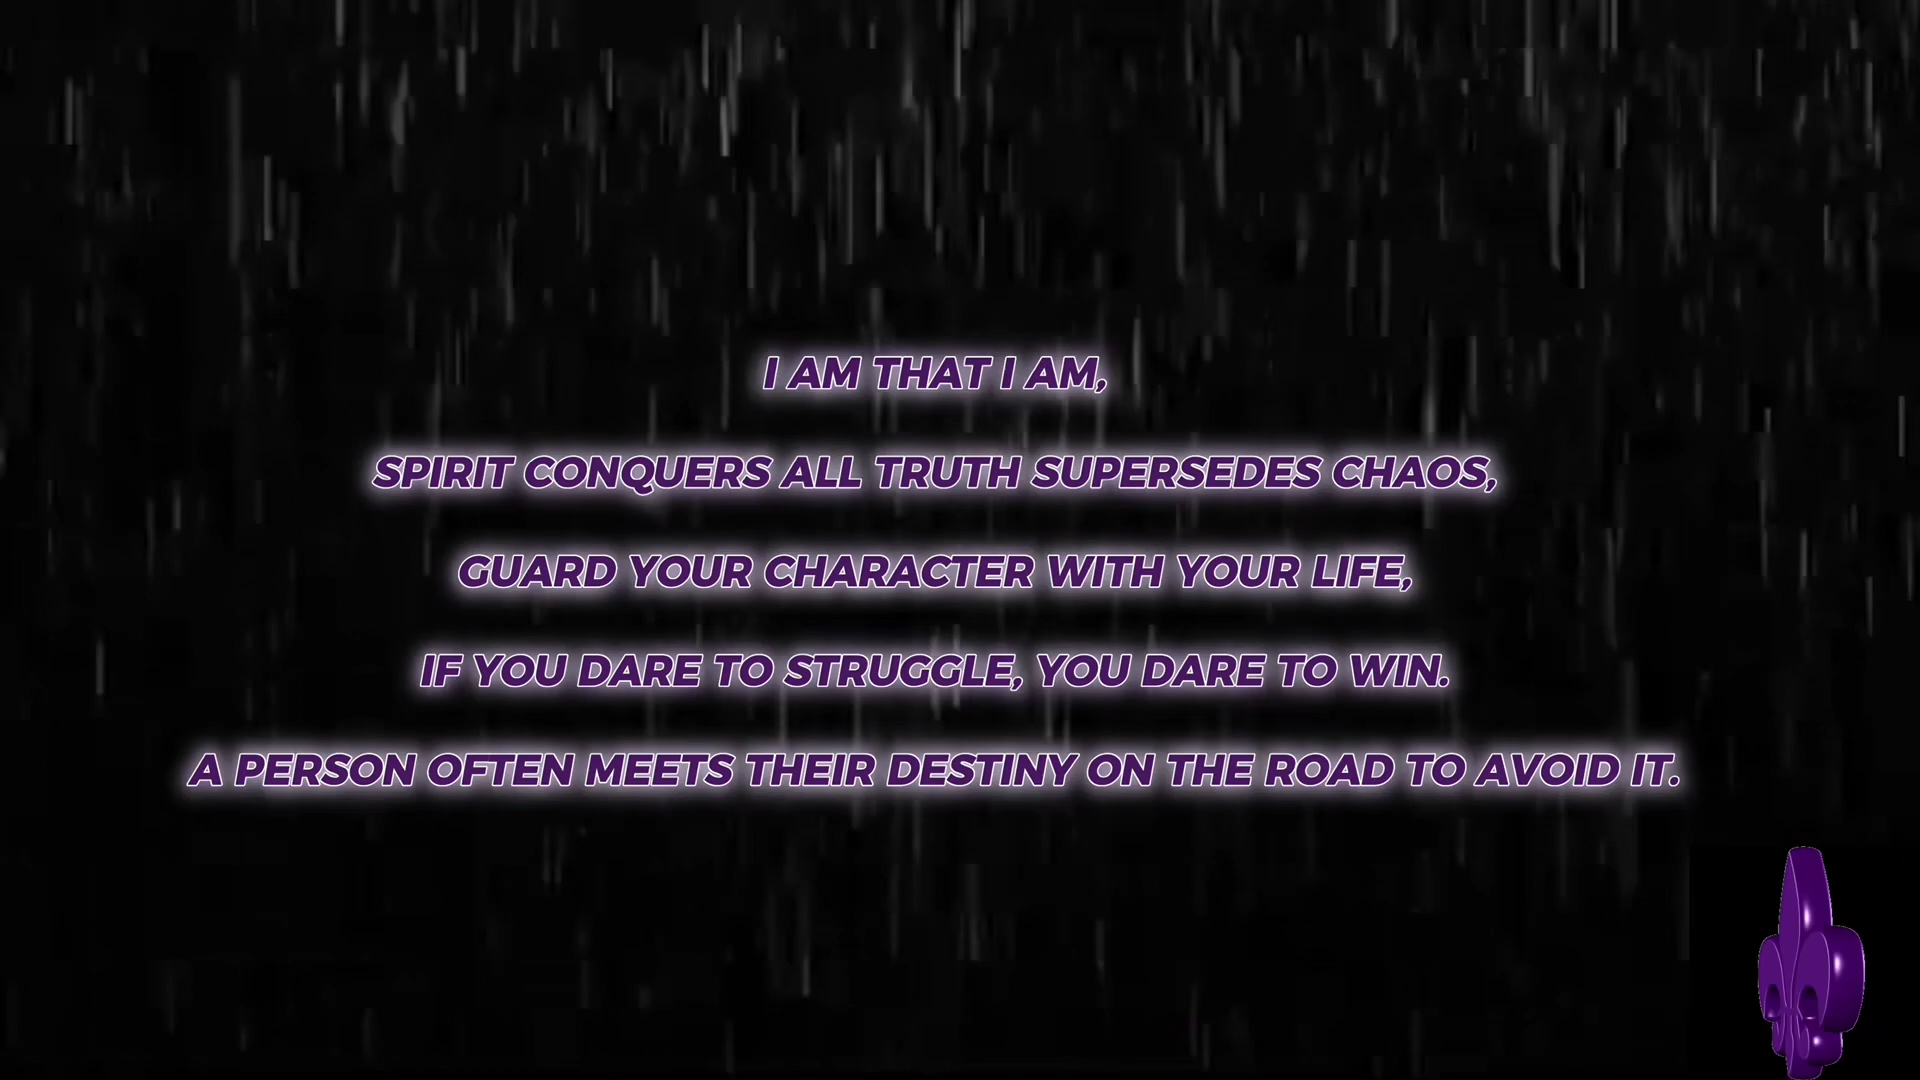 I AM THAT I AM,
SPIRIT CONQUERS ALL TRUTH SUPERSEDES CHAOS,
GUARD YOUR CHARACTER WITH YOUR LIFE,
IF YOU DARE TO STRUGGLE, YOU DARE TO WIN.
A PERSON OFTEN MEETS THEIR DESTINY ON THE ROAD TO AVOID IT.